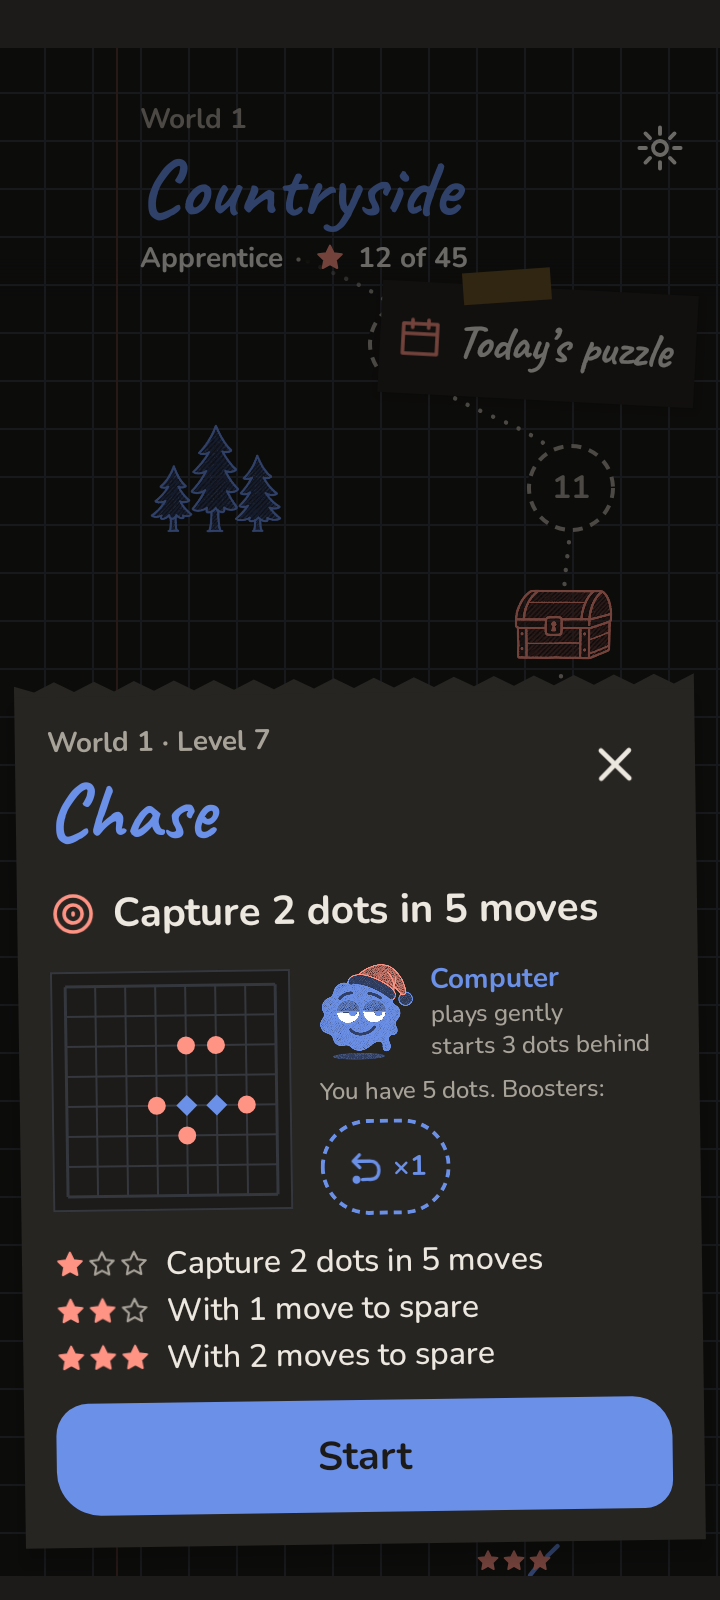 World 1
Countryside
Apprentice · 12 of 45
Today's puzzle
11
World 1 · Level 7
Chase
Capture 2 dots in 5 moves
Computer
plays gently
starts 3 dots behind
You have 5 dots. Boosters:
×1
Capture 2 dots in 5 moves
With 1 move to spare
With 2 moves to spare
Start